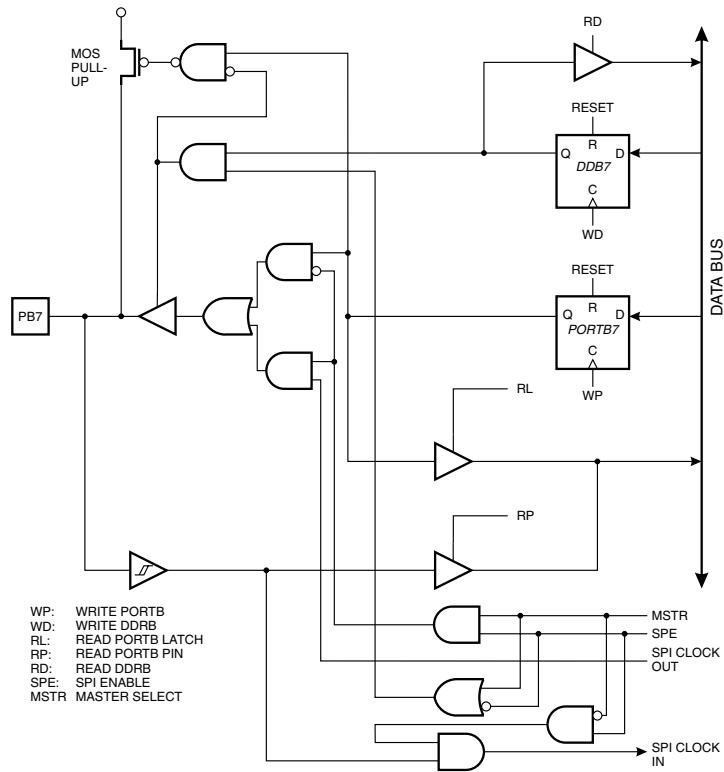 RD
MOS
PULL-
UP
RESET
R
Q
D
DDB7
C
WD
RESET
R
Q
D
PORTB7
C
WP
DATA BUS
PB7
RL
RP
WP: WRITE PORTB
WD: WRITE DDRB
RL: READ PORTB LATCH
RP: READ PORTB PIN
RD: READ DDRB
SPE: SPI ENABLE
MSTR MASTER SELECT
MSTR
SPE
SPI CLOCK
OUT
SPI CLOCK
IN